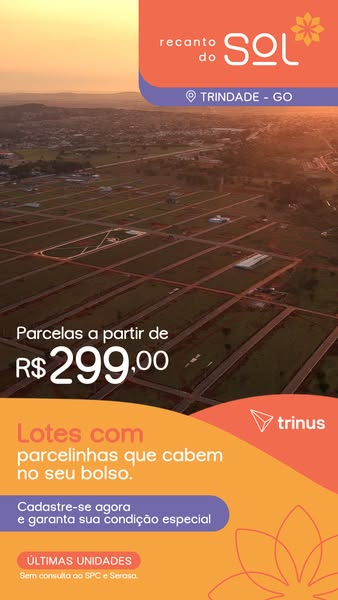 recanto
do SOL
TRINDADE - GO
Parcelas a partir de
R$299,00
trinus
Lotes com
parcelinhas que cabem
no seu bolso.
Cadastre-se agora
e garanta sua condição especial
ÚLTIMAS UNIDADES
Sem consulta ao SPC e Serasa.